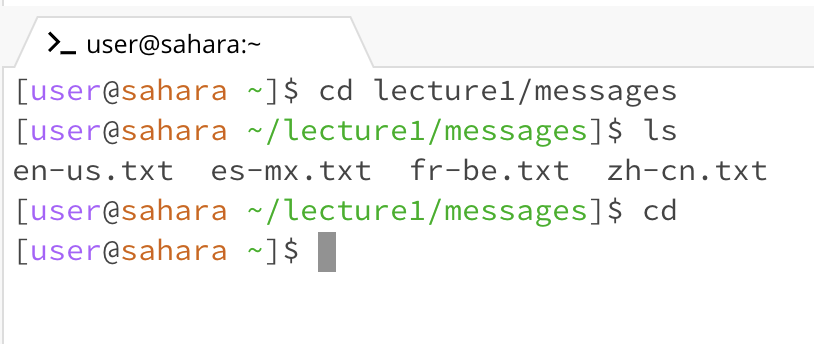 >_ user@sahara:~
[user@sahara ~]$ cd lecture1/messages
[user@sahara ~/lecture1/messages]$ ls
en-us.txt  es-mx.txt  fr-be.txt  zh-cn.txt
[user@sahara ~/lecture1/messages]$ cd
[user@sahara ~]$